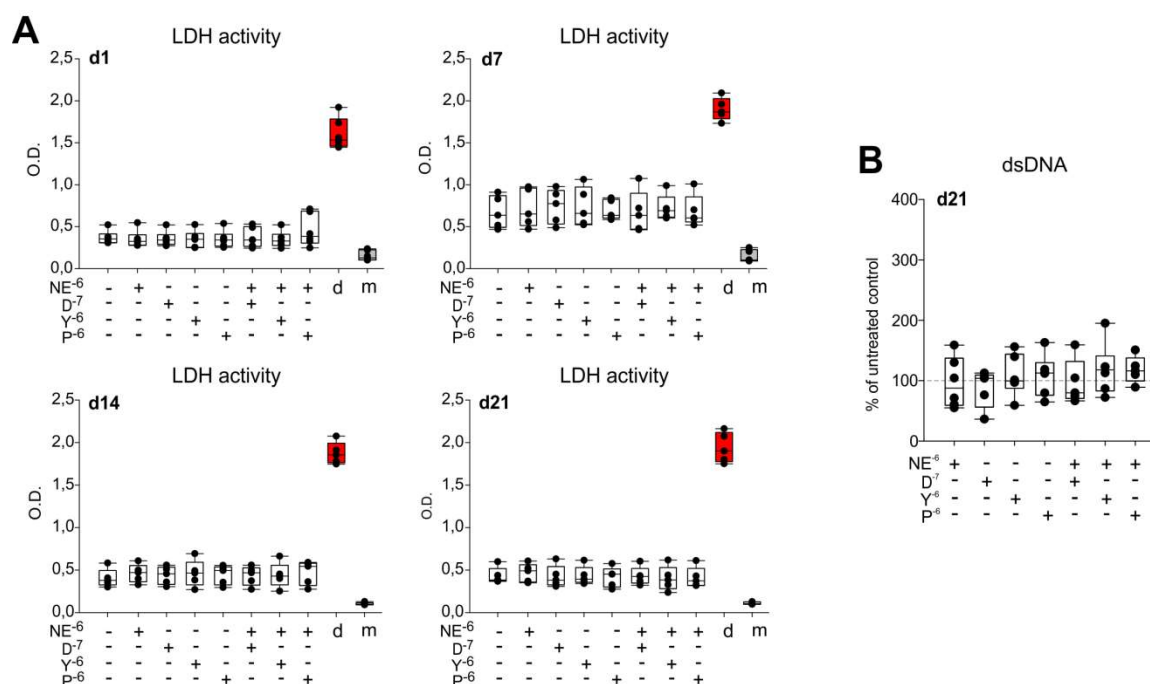 A
LDH activity
d1
O.D.
2,5
2,0
1,5
1,0
0,5
0,0
NE-6 - + - - - + + + d m
D-7 - - + - - + - -
Y-6 - - - + - - + -
P-6 - - - - + - - +
LDH activity
d7
O.D.
2,5
2,0
1,5
1,0
0,5
0,0
NE-6 - + - - - + + + d m
D-7 - - + - - + - -
Y-6 - - - + - - + -
P-6 - - - - + - - +
LDH activity
d14
O.D.
2,5
2,0
1,5
1,0
0,5
0,0
NE-6 - + - - - + + + d m
D-7 - - + - - + - -
Y-6 - - - + - - + -
P-6 - - - - + - - +
LDH activity
d21
O.D.
2,5
2,0
1,5
1,0
0,5
0,0
NE-6 - + - - - + + + d m
D-7 - - + - - + - -
Y-6 - - - + - - + -
P-6 - - - - + - - +
B
dsDNA
d21
% of untreated control
400
300
200
100
0
NE-6 + - - - + + +
D-7 - + - - + - -
Y-6 - - + - - + -
P-6 - - - + - - +